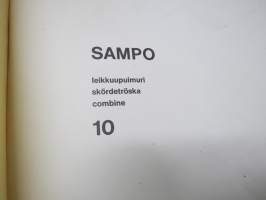 SAMPO
leikkuupuimuri
skördetröska
combine
10